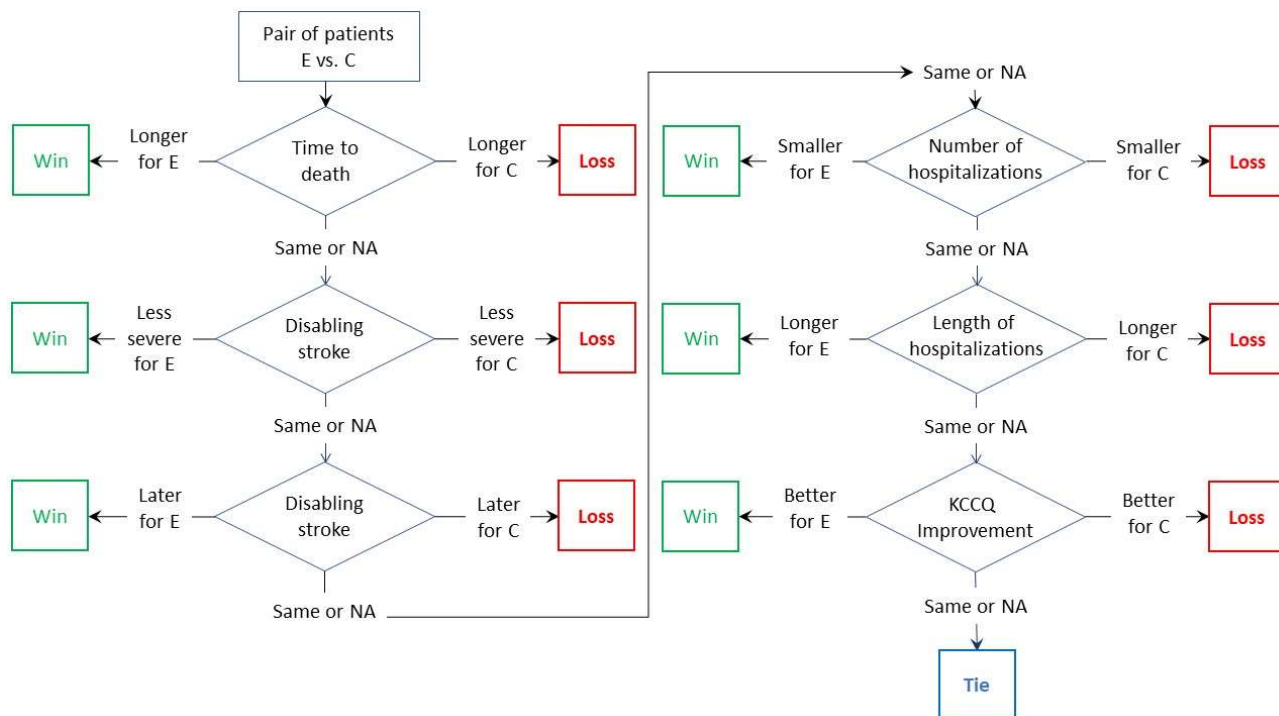 Pair of patients
E vs. C
Win
Longer
for E
Time to
death
Longer
for C
Loss
Same or NA
Win
Less
severe
for E
Disabling
stroke
Less
severe
for C
Loss
Same or NA
Win
Later
for E
Disabling
stroke
Later
for C
Loss
Same or NA
Same or NA
Win
Smaller
for E
Number of
hospitalizations
Smaller
for C
Loss
Same or NA
Win
Longer
for E
Length of
hospitalizations
Longer
for C
Loss
Same or NA
Win
Better
for E
KCCQ
Improvement
Better
for C
Loss
Same or NA
Tie